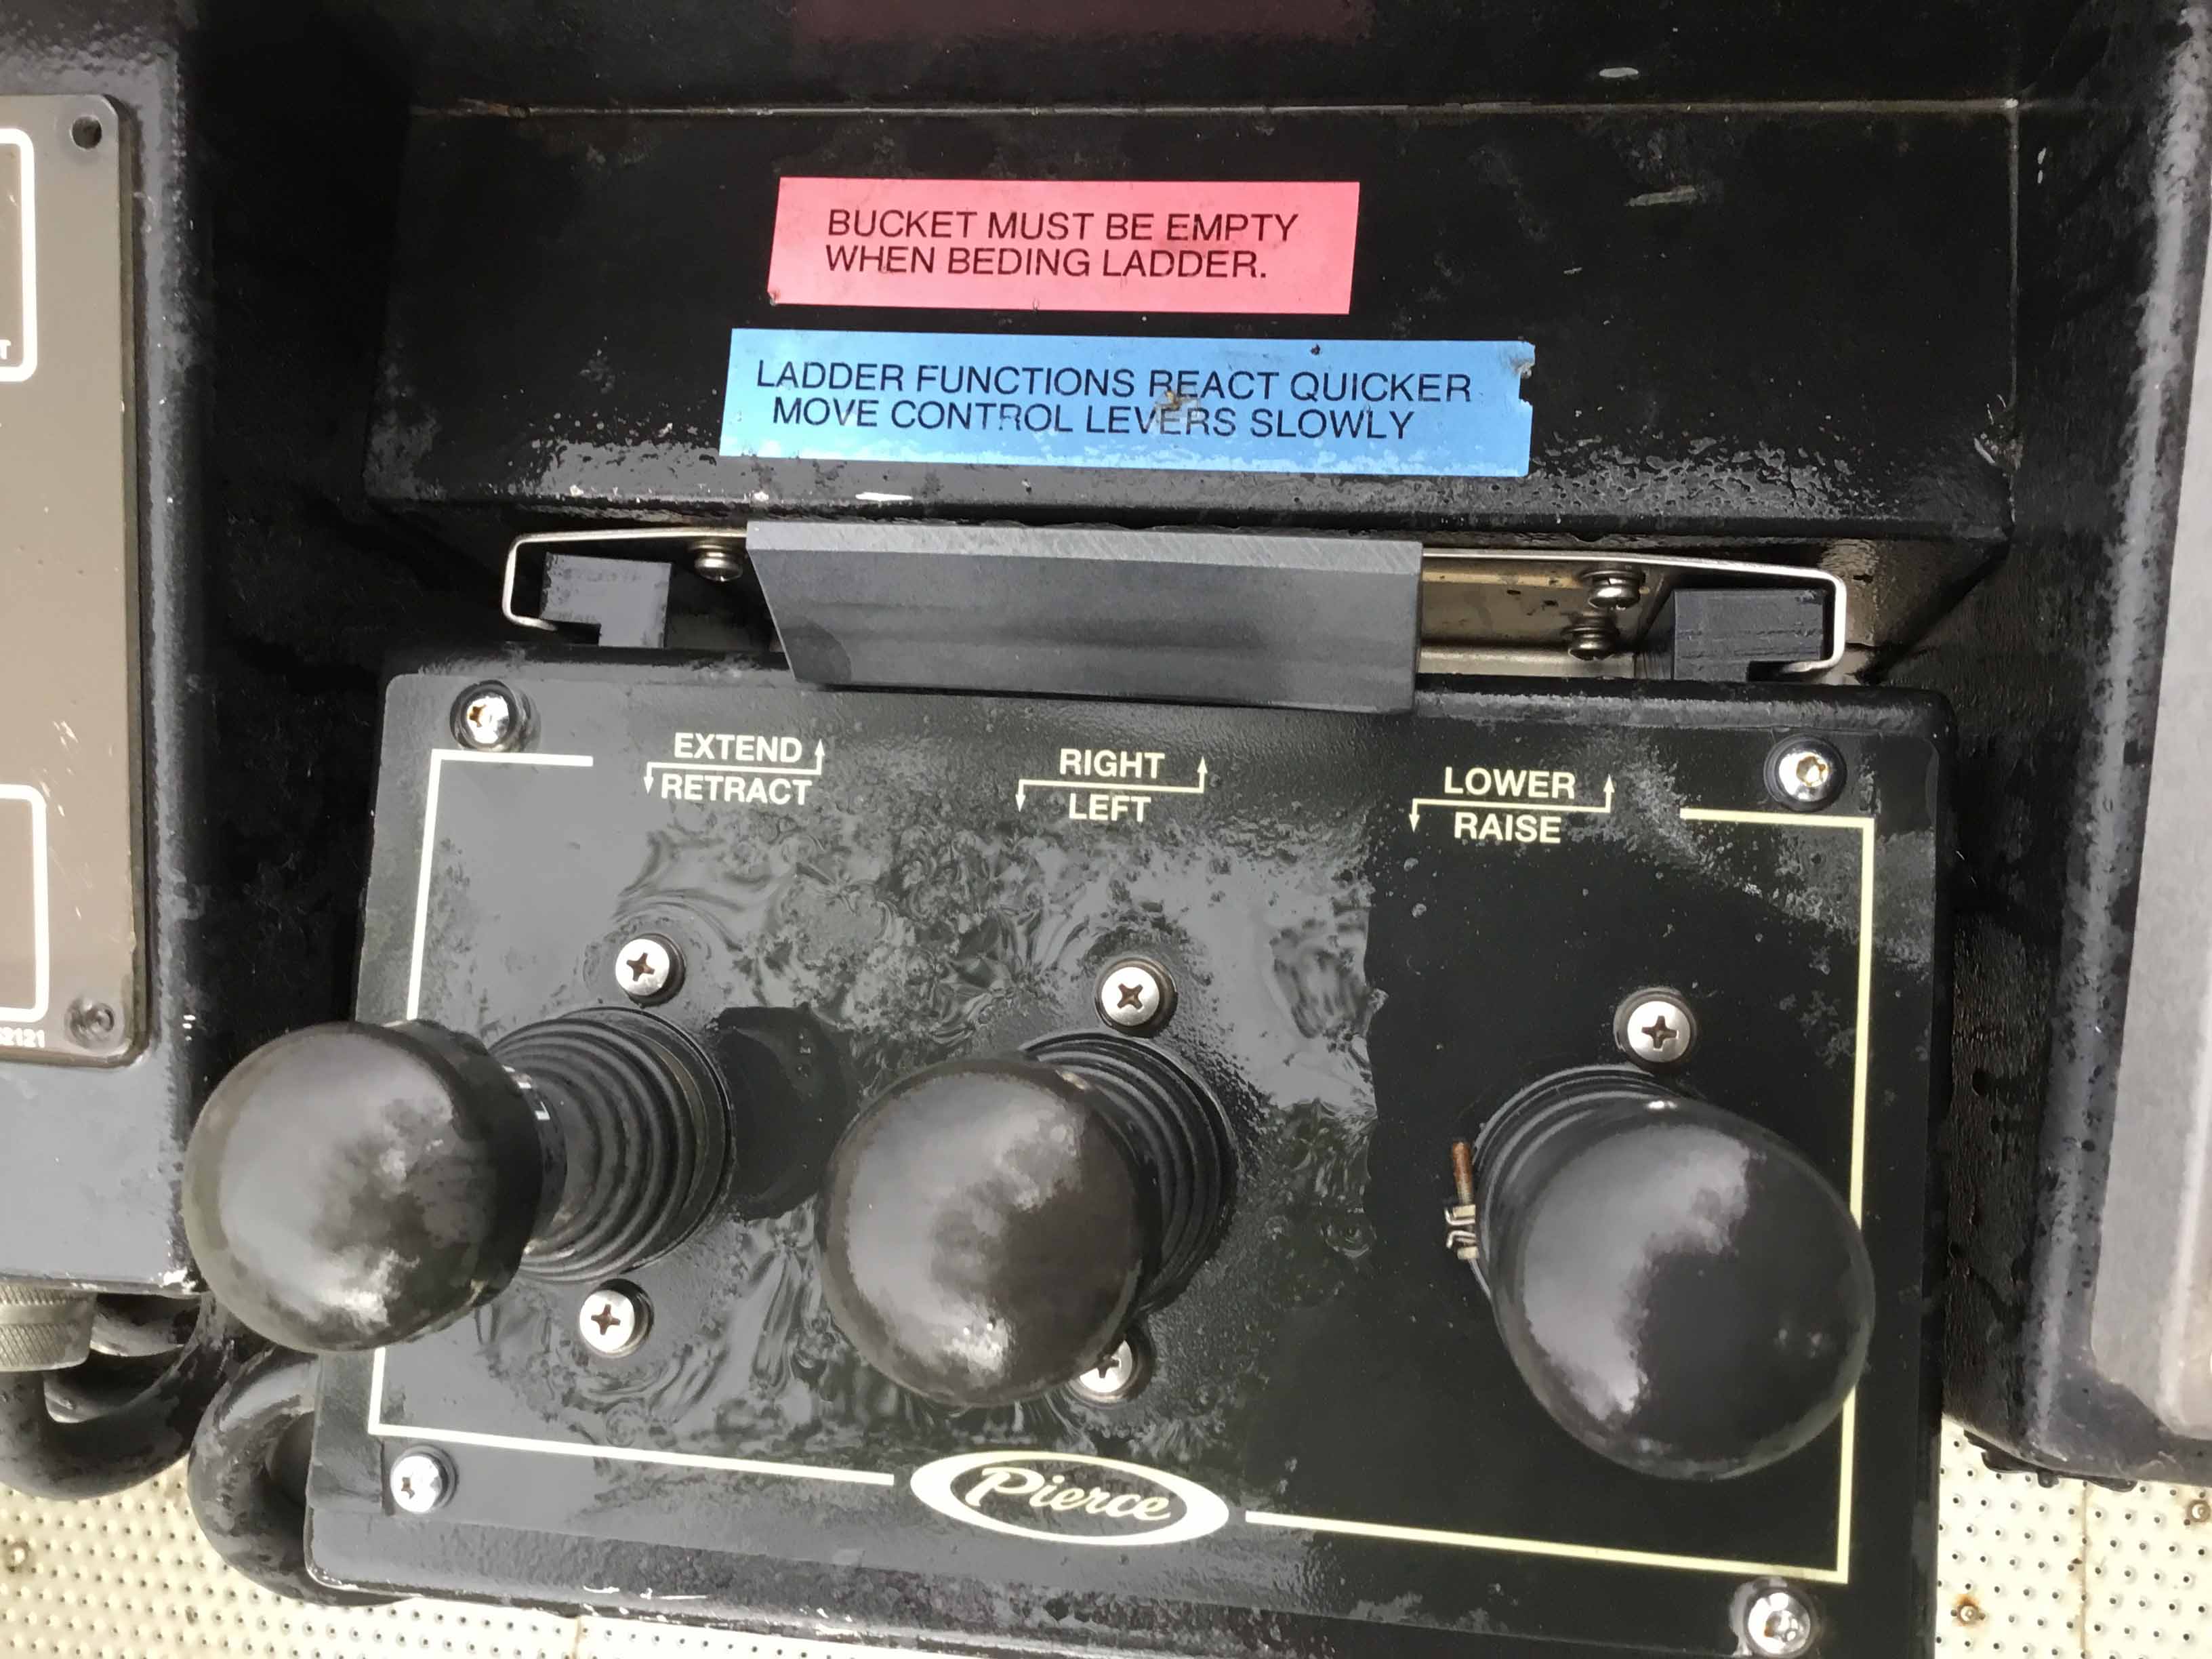 BUCKET MUST BE EMPTY
WHEN BEDING LADDER.
LADDER FUNCTIONS REACT QUICKER
MOVE CONTROL LEVERS SLOWLY
EXTEND
RETRACT
RIGHT
LEFT
LOWER
RAISE
Pierce